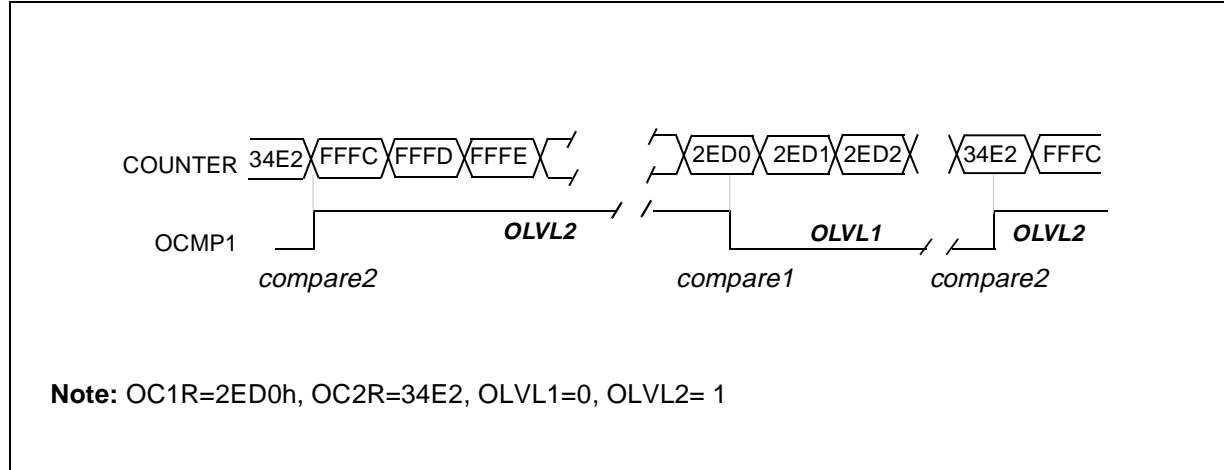 COUNTER 34E2 FFFC FFFD FFFE 2ED0 2ED1 2ED2 34E2 FFFC
OCMP1 OLVL2 OLVL1 OLVL2
compare2 compare1 compare2
Note: OC1R=2ED0h, OC2R=34E2, OLVL1=0, OLVL2= 1